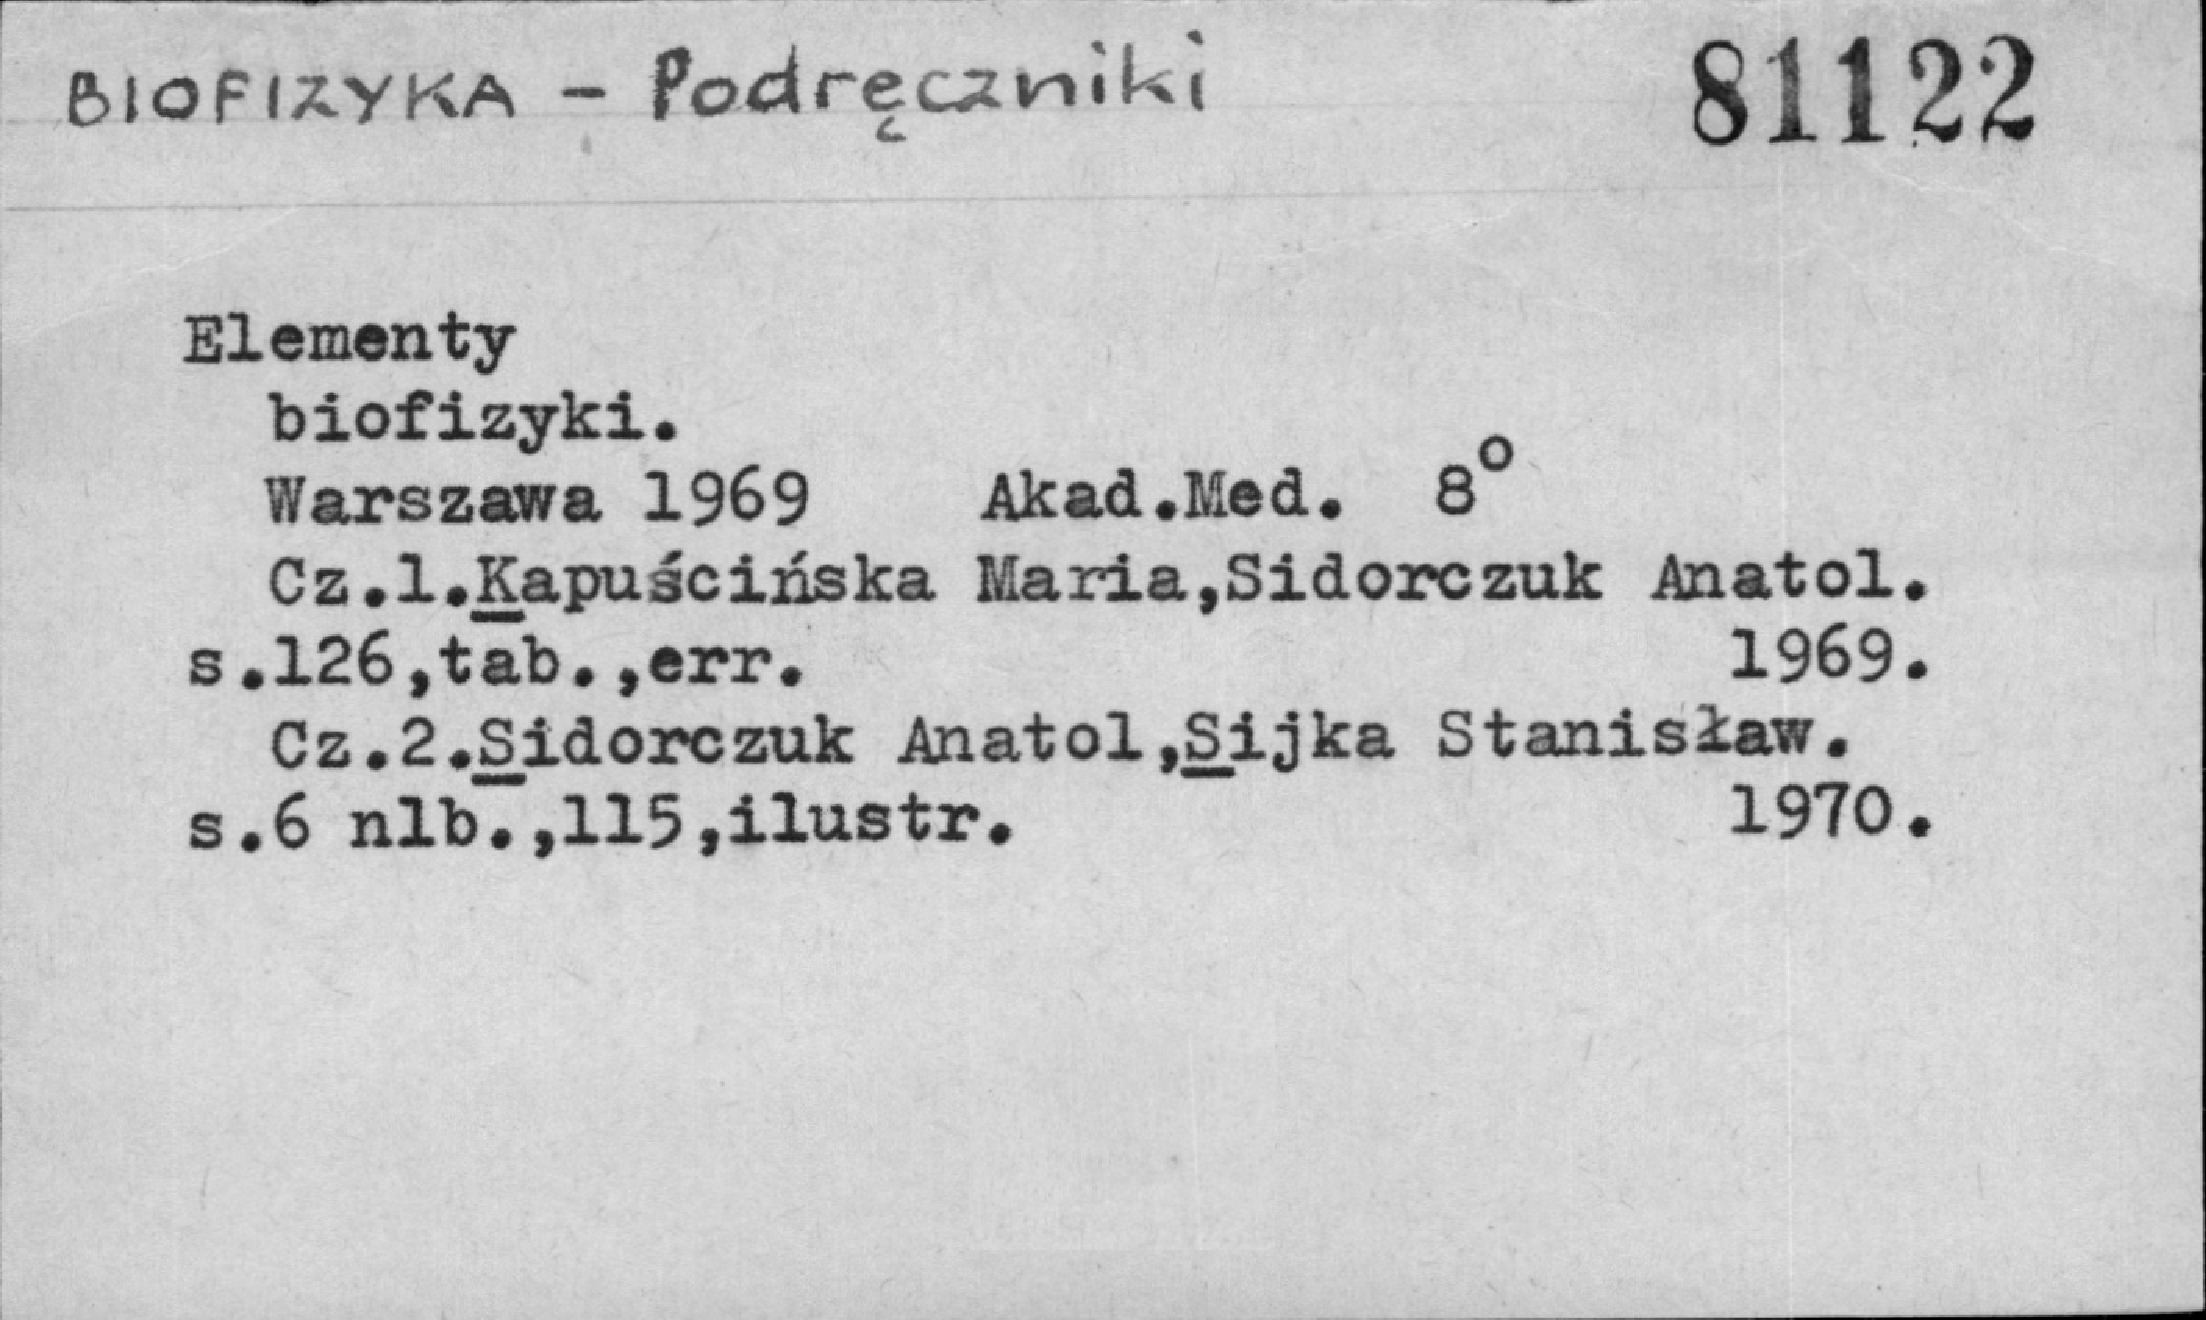 BIOFIZYKA – Podręczniki 81122
Elementy
biofizyki.
Warszawa 1969 Akad.Med. 8°
Cz.1.Kapuścińska Maria,Sidorczuk Anatol.
s.126,tab.,err. 1969.
Cz.2.Sidorczuk Anatol,Sijka Stanisław.
s.6 nlb.,115,ilustr. 1970.